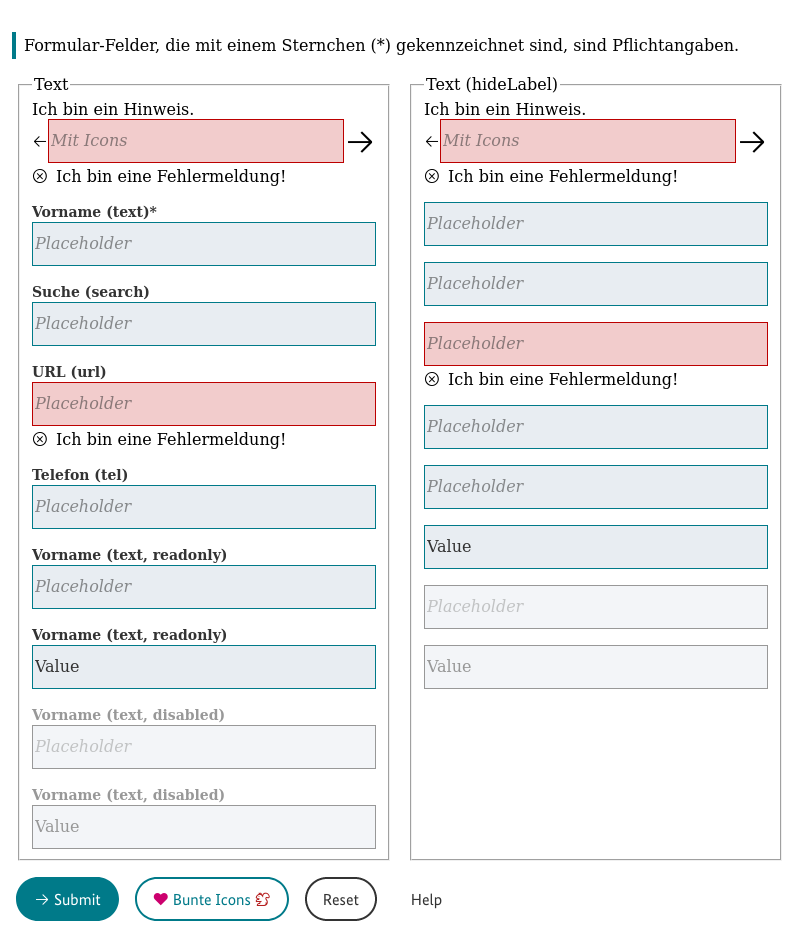 Formular-Felder, die mit einem Sternchen (*) gekennzeichnet sind, sind Pflichtangaben.
Text
Ich bin ein Hinweis.
Mit Icons
Ich bin eine Fehlermeldung!
Vorname (text)*
Placeholder
Suche (search)
Placeholder
URL (url)
Placeholder
Ich bin eine Fehlermeldung!
Telefon (tel)
Placeholder
Vorname (text, readonly)
Placeholder
Vorname (text, readonly)
Value
Vorname (text, disabled)
Placeholder
Vorname (text, disabled)
Value
Text (hideLabel)
Ich bin ein Hinweis.
Mit Icons
Ich bin eine Fehlermeldung!
Placeholder
Placeholder
Placeholder
Ich bin eine Fehlermeldung!
Placeholder
Placeholder
Value
Placeholder
Value
Submit
Bunte Icons
Reset
Help